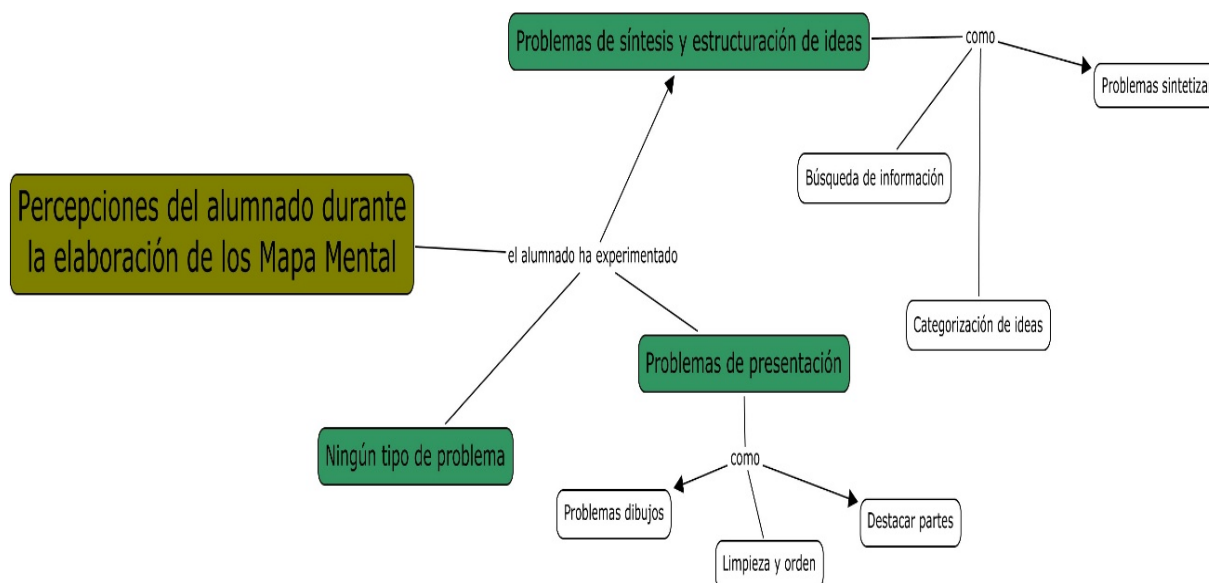 Problemas de síntesis y estructuración de ideas
como
Problemas sintetiza
Búsqueda de información
Percepciones del alumnado durante
la elaboración de los Mapa Mental
el alumnado ha experimentado
Categorización de ideas
Problemas de presentación
Ningún tipo de problema
como
Problemas dibujos
Destacar partes
Limpieza y orden